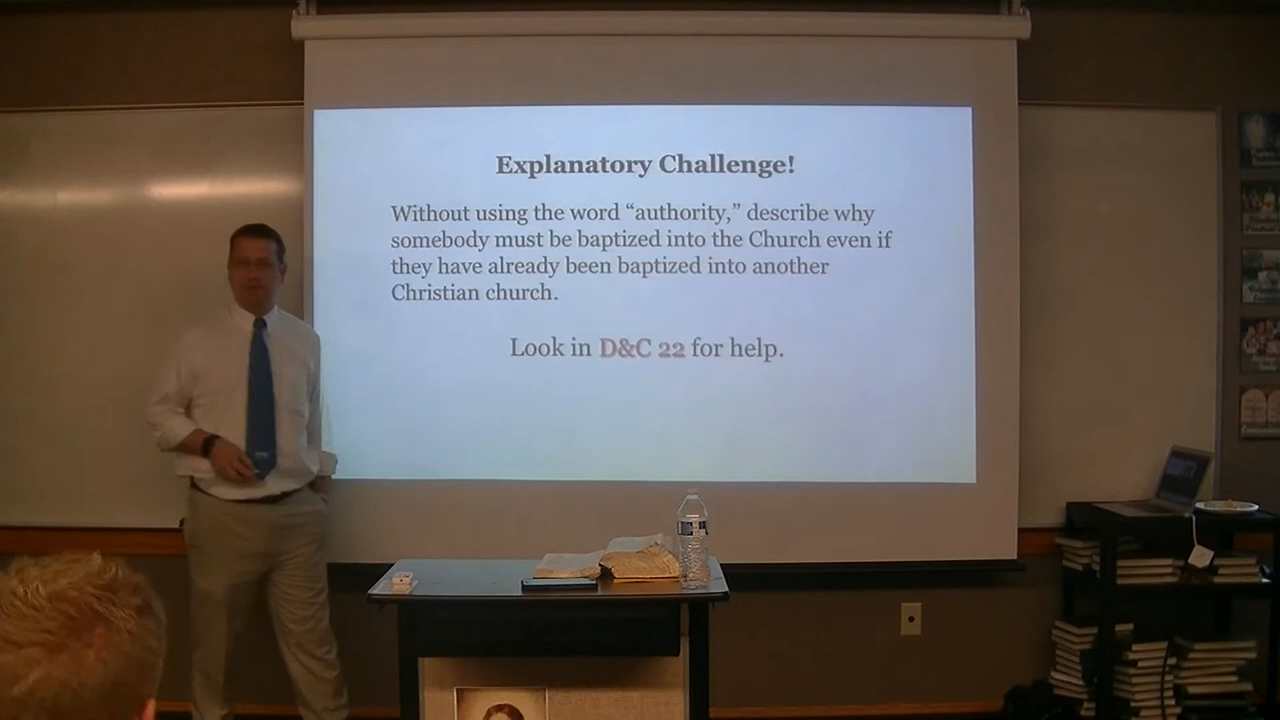 Explanatory Challenge!
Without using the word “authority,” describe why
somebody must be baptized into the Church even if
they have already been baptized into another
Christian church.
Look in D&C 22 for help.